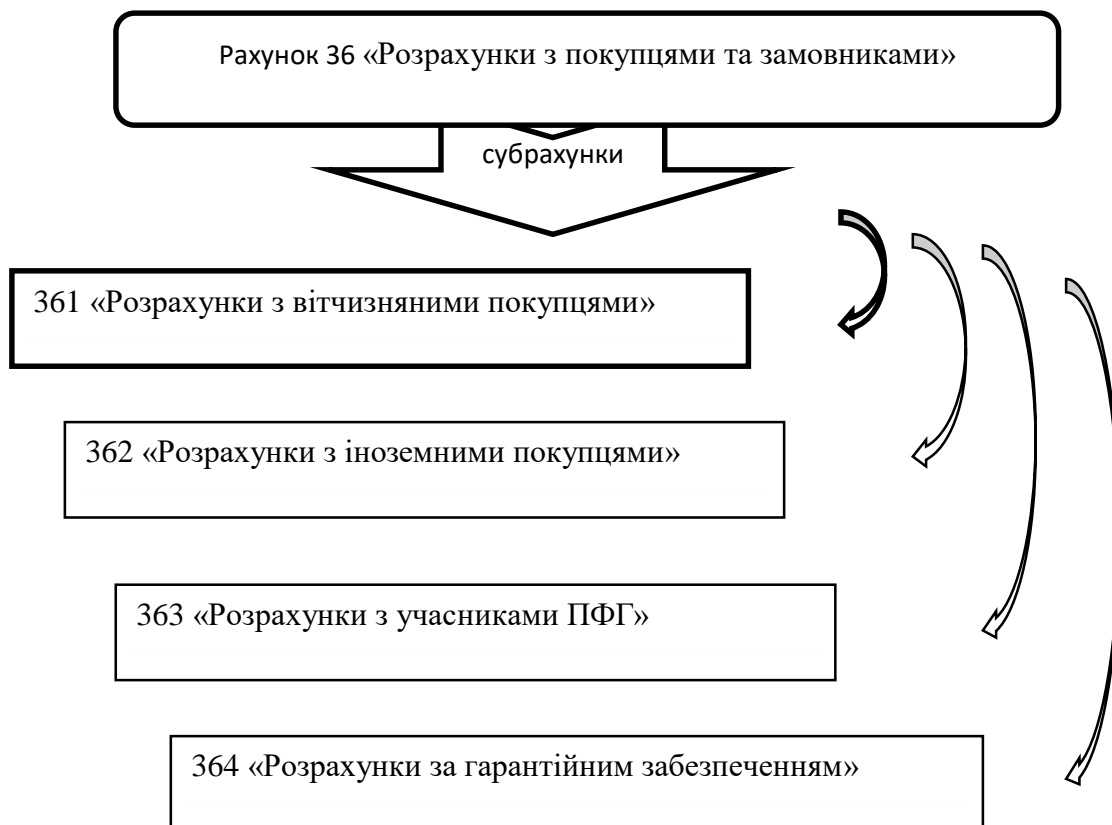 Рахунок 36 «Розрахунки з покупцями та замовниками»
субрахунки
361 «Розрахунки з вітчизняними покупцями»
362 «Розрахунки з іноземними покупцями»
363 «Розрахунки з учасниками ПФГ»
364 «Розрахунки за гарантійним забезпеченням»